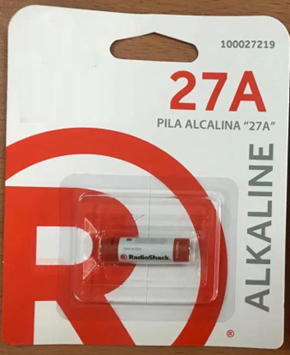 100027219
27A
PILA ALCALINA "27A"
ALKALINE
RadioShack
R
®